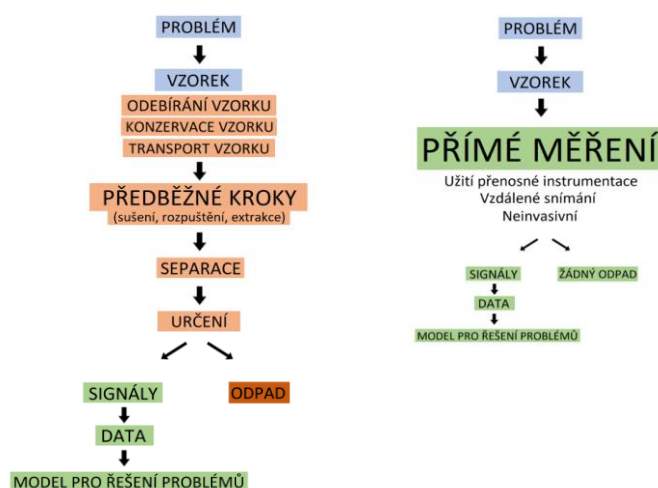 PROBLÉM
VZOREK
ODEBÍRÁNÍ VZORKU
KONZERVACE VZORKU
TRANSPORT VZORKU
PŘEDBĚŽNÉ KROKY
(sušení, rozpuštění, extrakce)
SEPARACE
URČENÍ
SIGNÁLY
ODPAD
DATA
MODEL PRO ŘEŠENÍ PROBLÉMŮ
PROBLÉM
VZOREK
PŘÍMÉ MĚŘENÍ
Užití přenosné instrumentace
Vzdálené snímání
Neinvasivní
SIGNÁLY
ŽÁDNÝ ODPAD
DATA
MODEL PRO ŘEŠENÍ PROBLÉMŮ